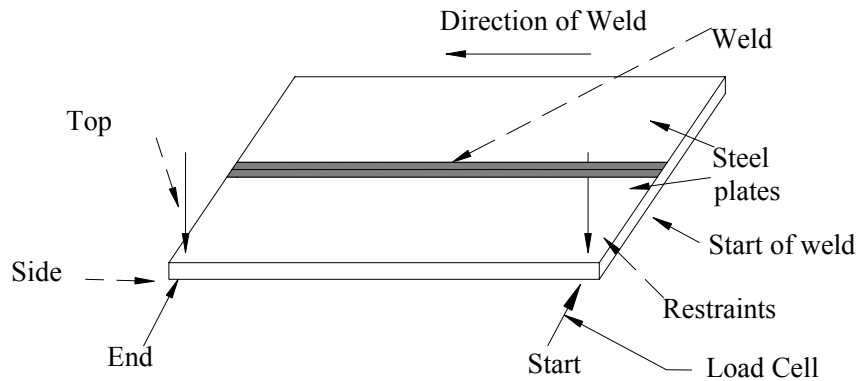 Direction of Weld
Weld
Top
Steel
plates
Start of weld
Side
Restraints
End
Start
Load Cell